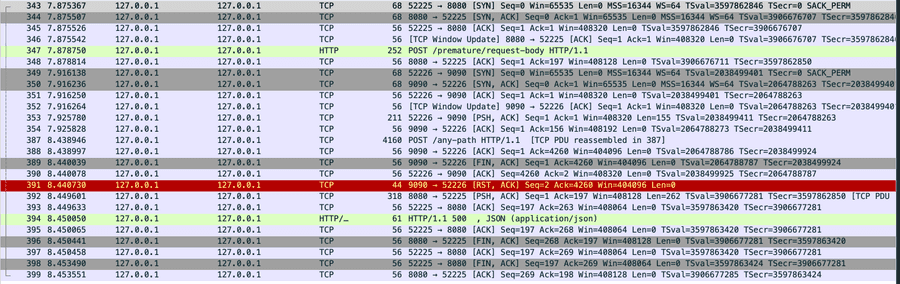 343 7.875367 127.0.0.1 127.0.0.1 TCP 68 52225 → 8080 [SYN] Seq=0 Win=65535 Len=0 MSS=16344 WS=64 TSval=3597862846 TSecr=0 SACK_PERM
344 7.875507 127.0.0.1 127.0.0.1 TCP 68 8080 → 52225 [SYN, ACK] Seq=0 Ack=1 Win=65535 Len=0 MSS=16344 WS=64 TSval=3906676707 TSecr=3597862846
345 7.875526 127.0.0.1 127.0.0.1 TCP 56 52225 → 8080 [ACK] Seq=1 Ack=1 Win=408320 Len=0 TSval=3597862846 TSecr=3906676707
346 7.875542 127.0.0.1 127.0.0.1 TCP 56 [TCP Window Update] 8080 → 52225 [ACK] Seq=1 Ack=1 Win=408320 Len=0 TSval=3906676707 TSecr=3597862846
347 7.878750 127.0.0.1 127.0.0.1 HTTP 252 POST /premature/request-body HTTP/1.1
348 7.878814 127.0.0.1 127.0.0.1 TCP 56 8080 → 52225 [ACK] Seq=1 Ack=197 Win=408128 Len=0 TSval=3906676711 TSecr=3597862850
349 7.916138 127.0.0.1 127.0.0.1 TCP 68 52226 → 9090 [SYN] Seq=0 Win=65535 Len=0 MSS=16344 WS=64 TSval=2038499401 TSecr=0 SACK_PERM
350 7.916236 127.0.0.1 127.0.0.1 TCP 68 9090 → 52226 [SYN, ACK] Seq=0 Ack=1 Win=65535 Len=0 MSS=16344 WS=64 TSval=2064788263 TSecr=203849940
351 7.916250 127.0.0.1 127.0.0.1 TCP 56 52226 → 9090 [ACK] Seq=1 Ack=1 Win=408320 Len=0 TSval=2038499401 TSecr=2064788263
352 7.916264 127.0.0.1 127.0.0.1 TCP 56 [TCP Window Update] 9090 → 52226 [ACK] Seq=1 Ack=1 Win=408320 Len=0 TSval=2064788263 TSecr=203849940
353 7.925780 127.0.0.1 127.0.0.1 TCP 211 52226 → 9090 [PSH, ACK] Seq=1 Ack=1 Win=408320 Len=155 TSval=2038499411 TSecr=2064788263
354 7.925828 127.0.0.1 127.0.0.1 TCP 56 9090 → 52226 [ACK] Seq=1 Ack=156 Win=408192 Len=0 TSval=2064788273 TSecr=2038499411
387 8.438946 127.0.0.1 127.0.0.1 TCP 4160 POST /any-path HTTP/1.1 [TCP PDU reassembled in 387]
388 8.438997 127.0.0.1 127.0.0.1 TCP 56 9090 → 52226 [ACK] Seq=1 Ack=4260 Win=404096 Len=0 TSval=2064788786 TSecr=2038499924
389 8.440039 127.0.0.1 127.0.0.1 TCP 56 9090 → 52226 [FIN, ACK] Seq=1 Ack=4260 Win=404096 Len=0 TSval=2064788787 TSecr=2038499924
390 8.440078 127.0.0.1 127.0.0.1 TCP 56 52226 → 9090 [ACK] Seq=4260 Ack=2 Win=408320 Len=0 TSval=2038499925 TSecr=2064788787
391 8.440730 127.0.0.1 127.0.0.1 TCP 44 9090 → 52226 [RST, ACK] Seq=2 Ack=4260 Win=404096 Len=0
392 8.449601 127.0.0.1 127.0.0.1 TCP 318 8080 → 52225 [PSH, ACK] Seq=1 Ack=197 Win=408128 Len=262 TSval=3906677281 TSecr=3597862850 [TCP PDU
393 8.449633 127.0.0.1 127.0.0.1 TCP 56 52225 → 8080 [ACK] Seq=197 Ack=263 Win=408064 Len=0 TSval=3597863420 TSecr=3906677281
394 8.450050 127.0.0.1 127.0.0.1 HTTP/… 61 HTTP/1.1 500 , JSON (application/json)
395 8.450065 127.0.0.1 127.0.0.1 TCP 56 52225 → 8080 [ACK] Seq=197 Ack=268 Win=408064 Len=0 TSval=3597863420 TSecr=3906677281
396 8.450441 127.0.0.1 127.0.0.1 TCP 56 8080 → 52225 [FIN, ACK] Seq=268 Ack=197 Win=408128 Len=0 TSval=3906677281 TSecr=3597863420
397 8.450468 127.0.0.1 127.0.0.1 TCP 56 52225 → 8080 [ACK] Seq=197 Ack=269 Win=408064 Len=0 TSval=3597863420 TSecr=3906677281
398 8.453490 127.0.0.1 127.0.0.1 TCP 56 52225 → 8080 [FIN, ACK] Seq=197 Ack=269 Win=408064 Len=0 TSval=3597863424 TSecr=3906677281
399 8.453551 127.0.0.1 127.0.0.1 TCP 56 8080 → 52225 [ACK] Seq=269 Ack=198 Win=408128 Len=0 TSval=3906677285 TSecr=3597863424